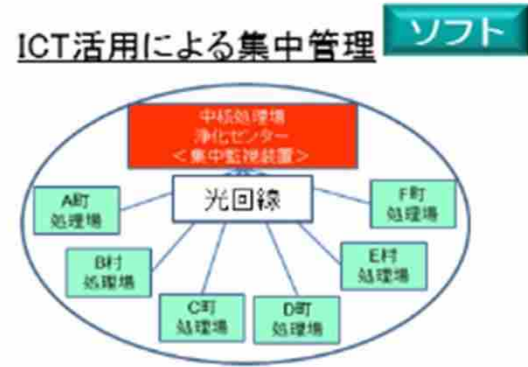 ICT活用による集中管理
ソフト
中核処理場
浄化センター
＜集中監視装置＞
光回線
A町
処理場
B村
処理場
C町
処理場
D町
処理場
E村
処理場
F町
処理場